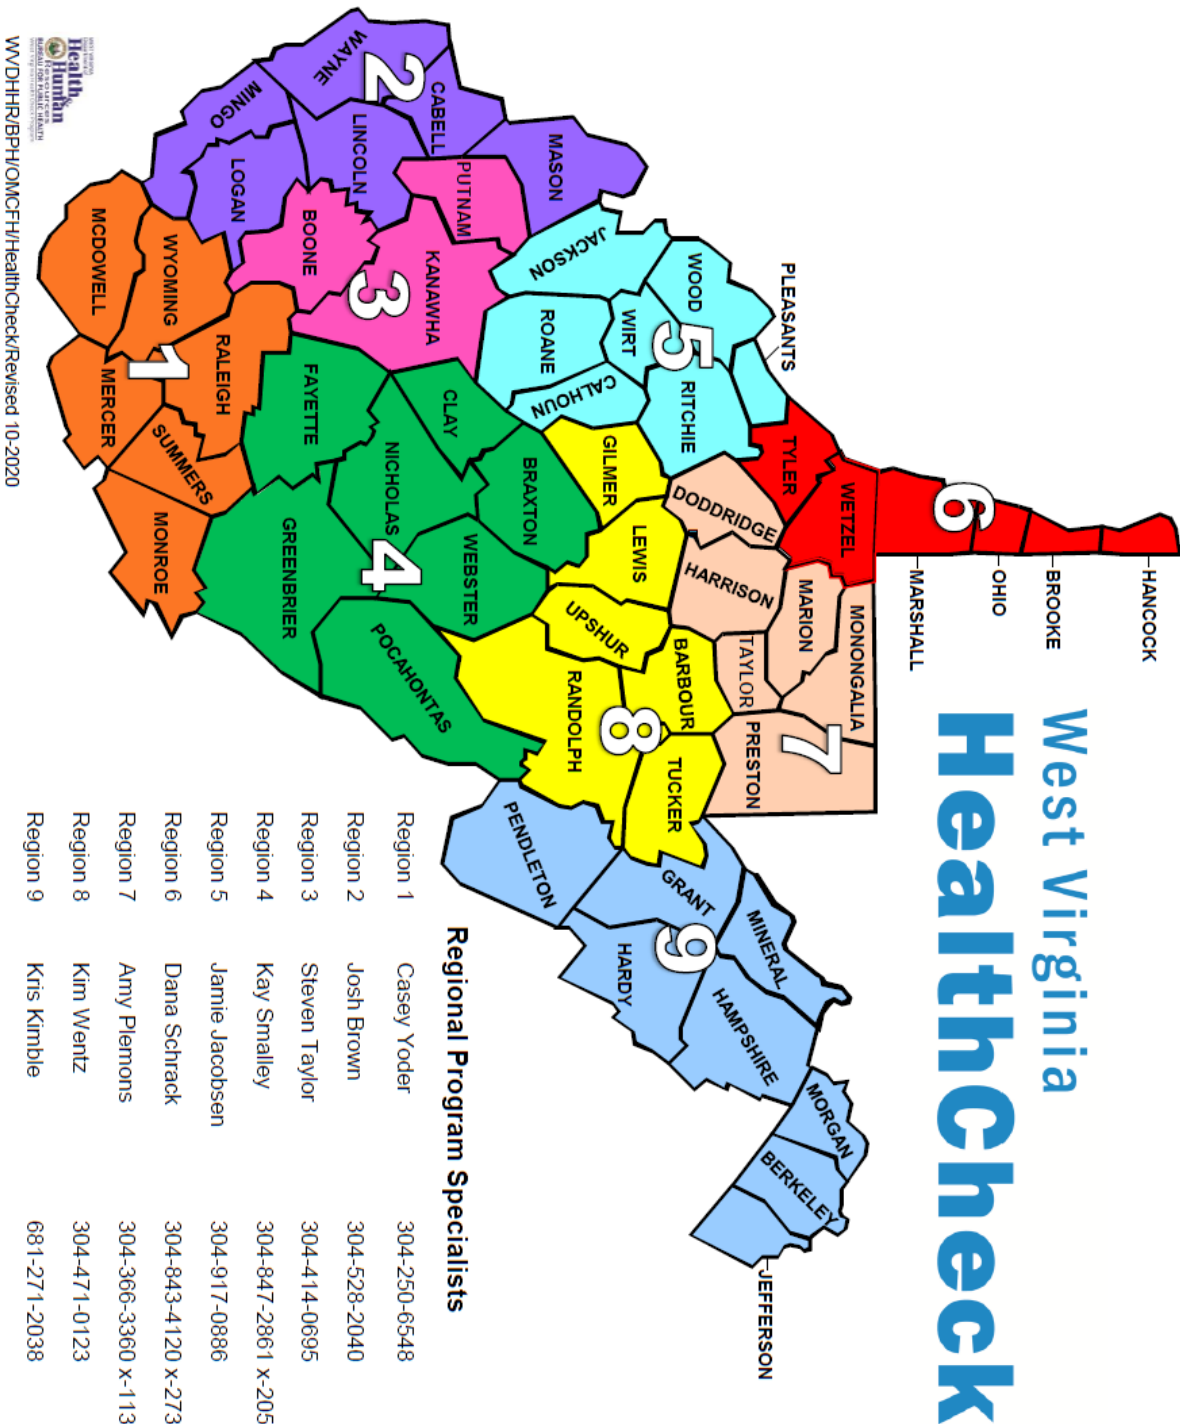 West Virginia
HealthCheck
HANCOCK
BROOKE
OHIO
MARSHALL
6
WETZEL
TYLER
PLEASANTS
MONONGALIA
MARION
7
DODDRIDGE
HARRISON
TAYLOR
PRESTON
WOOD
5
RITCHIE
WIRT
JACKSON
ROANE
CALHOUN
GILMER
LEWIS
UPSHUR
BARBOUR
8
TUCKER
RANDOLPH
MORGAN
BERKELEY
JEFFERSON
MINERAL
HAMPSHIRE
GRANT
9
HARDY
PENDLETON
MASON
PUTNAM
CABELL
2
WAYNE
LINCOLN
MINGO
LOGAN
KANAWHA
3
BOONE
CLAY
BRAXTON
NICHOLAS
WEBSTER
4
FAYETTE
GREENBRIER
POCAHONTAS
RALEIGH
WYOMING
1
MCDOWELL
MERCER
SUMMERS
MONROE
Regional Program Specialists
Region 1 Casey Yoder 304-250-6548
Region 2 Josh Brown 304-528-2040
Region 3 Steven Taylor 304-414-0695
Region 4 Kay Smalley 304-847-2861 x-205
Region 5 Jamie Jacobsen 304-917-0886
Region 6 Dana Schrack 304-843-4120 x-273
Region 7 Amy Plemons 304-366-3360 x-113
Region 8 Kim Wentz 304-471-0123
Region 9 Kris Kimble 681-271-2038
Health &
Human
Resources
BUREAU FOR PUBLIC HEALTH
WVDHHR/BPH/OMCFH/HealthCheck/Revised 10-2020